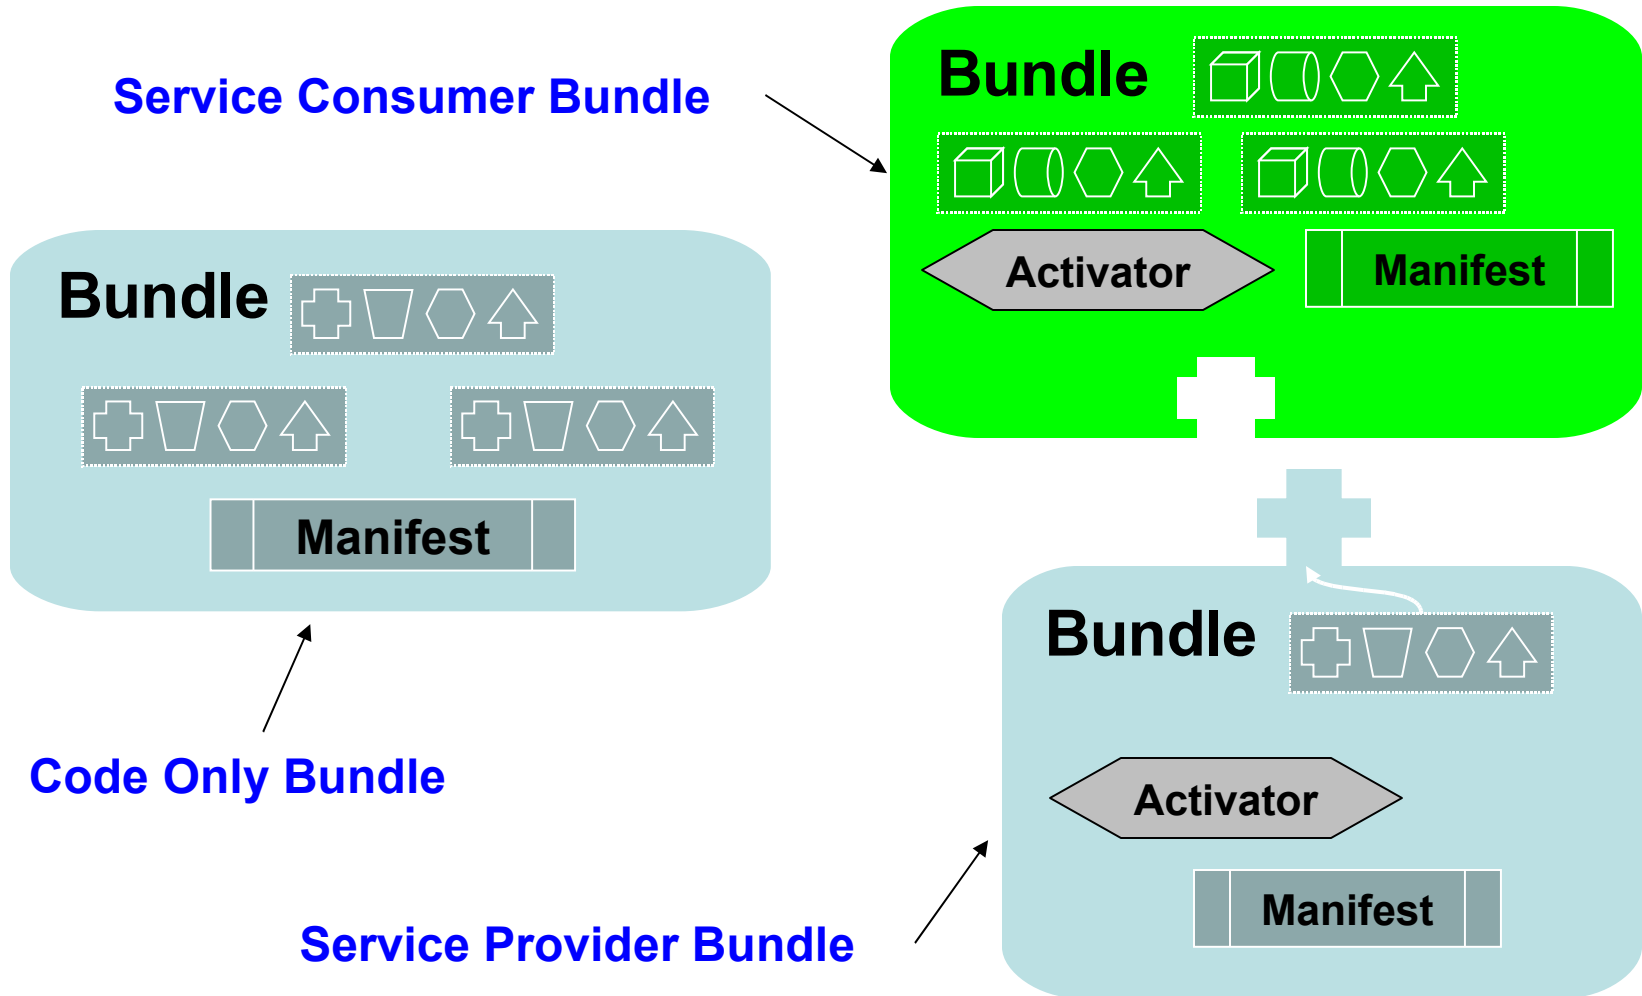 Service Consumer Bundle
Bundle
Activator
Manifest
Bundle
Manifest
Code Only Bundle
Bundle
Activator
Manifest
Service Provider Bundle